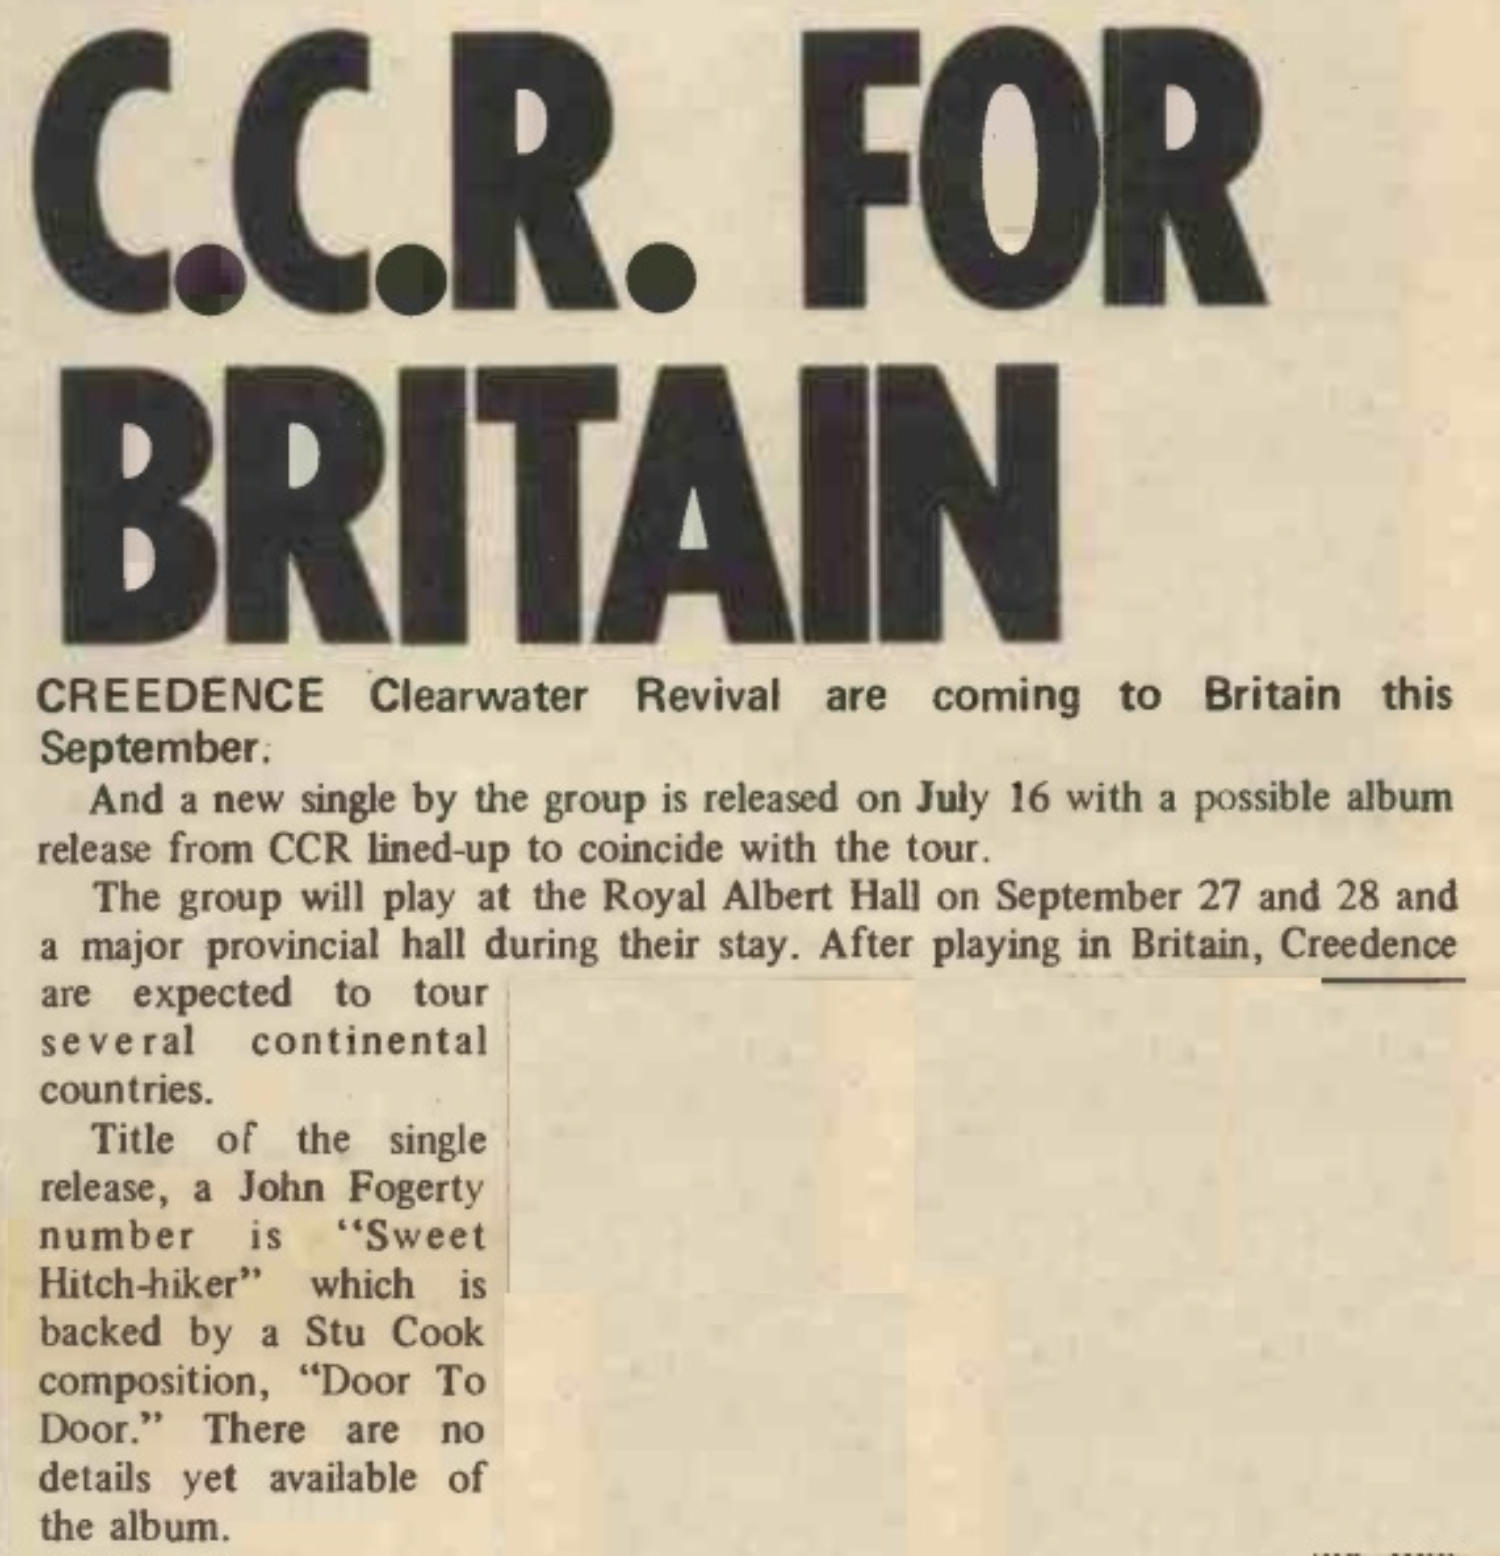 C.C.R. FOR
BRITAIN
CREEDENCE Clearwater Revival are coming to Britain this
September.
And a new single by the group is released on July 16 with a possible album
release from CCR lined-up to coincide with the tour.
The group will play at the Royal Albert Hall on September 27 and 28 and
a major provincial hall during their stay. After playing in Britain, Creedence
are expected to tour
several continental
countries.
Title of the single
release, a John Fogerty
number is “Sweet
Hitch-hiker” which is
backed by a Stu Cook
composition, “Door To
Door.” There are no
details yet available of
the album.